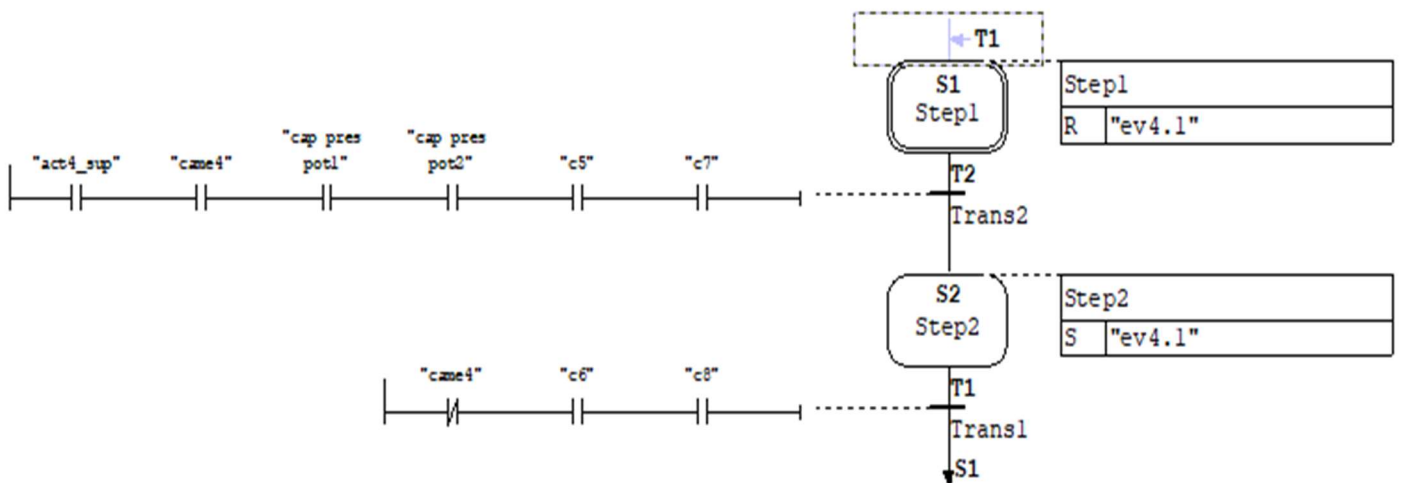 T1
S1
Step1
Step1
R "ev4.1"
"cap pres pot1"
"cap pres pot2"
"act4_sup" "came4" "c5" "c7"
T2
Trans2
S2
Step2
Step2
S "ev4.1"
"came4" "c6" "c8"
T1
Trans1
S1